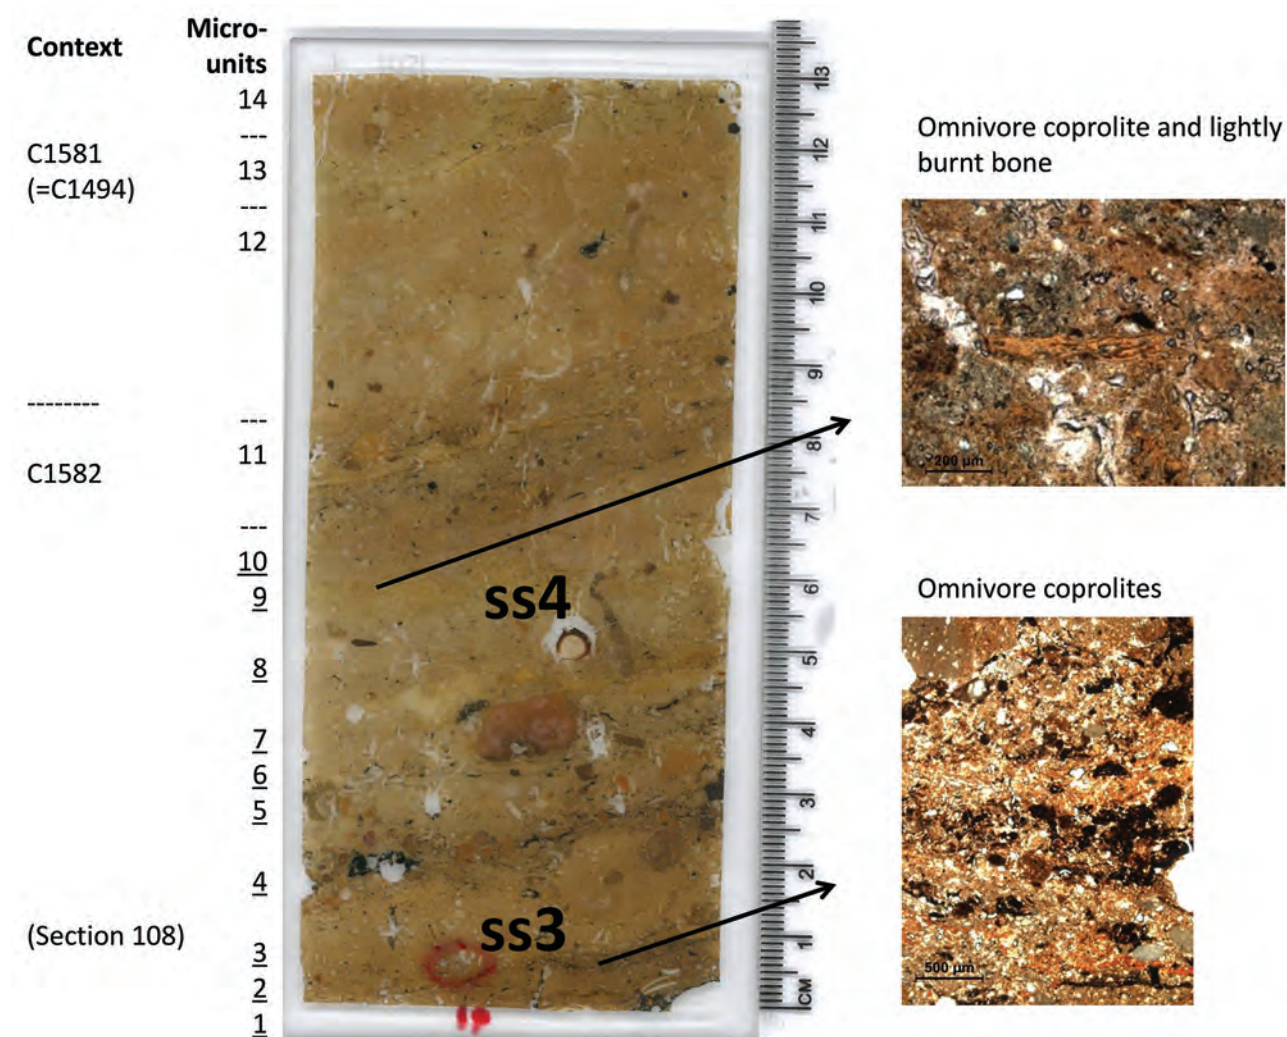 Context
Micro-
units
14
---
C1581
(=C1494)
13
---
12
--------
---
11
C1582
---
10
9
8
7
6
5
4
(Section 108)
3
2
1
ss4
ss3
13
12
11
10
9
8
7
6
5
4
3
2
1
CM
Omnivore coprolite and lightly
burnt bone
200 µm
Omnivore coprolites
500 µm